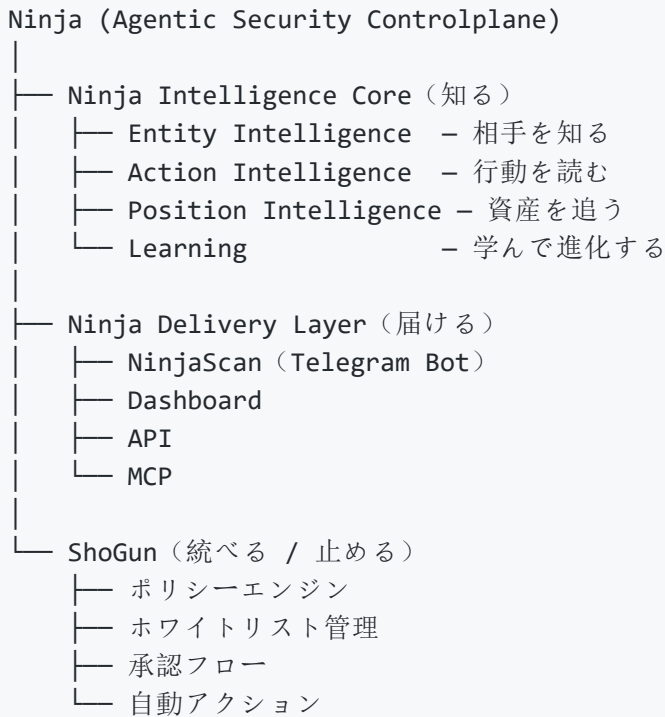 Ninja (Agentic Security Controlplane)
│
├── Ninja Intelligence Core（知る）
│   ├── Entity Intelligence  — 相手を知る
│   ├── Action Intelligence  — 行動を読む
│   ├── Position Intelligence — 資産を追う
│   └── Learning             — 学んで進化する
│
├── Ninja Delivery Layer（届ける）
│   ├── NinjaScan（Telegram Bot）
│   ├── Dashboard
│   ├── API
│   └── MCP
│
└── ShoGun（統べる / 止める）
    ├── ポリシーエンジン
    ├── ホワイトリスト管理
    ├── 承認フロー
    └── 自動アクション